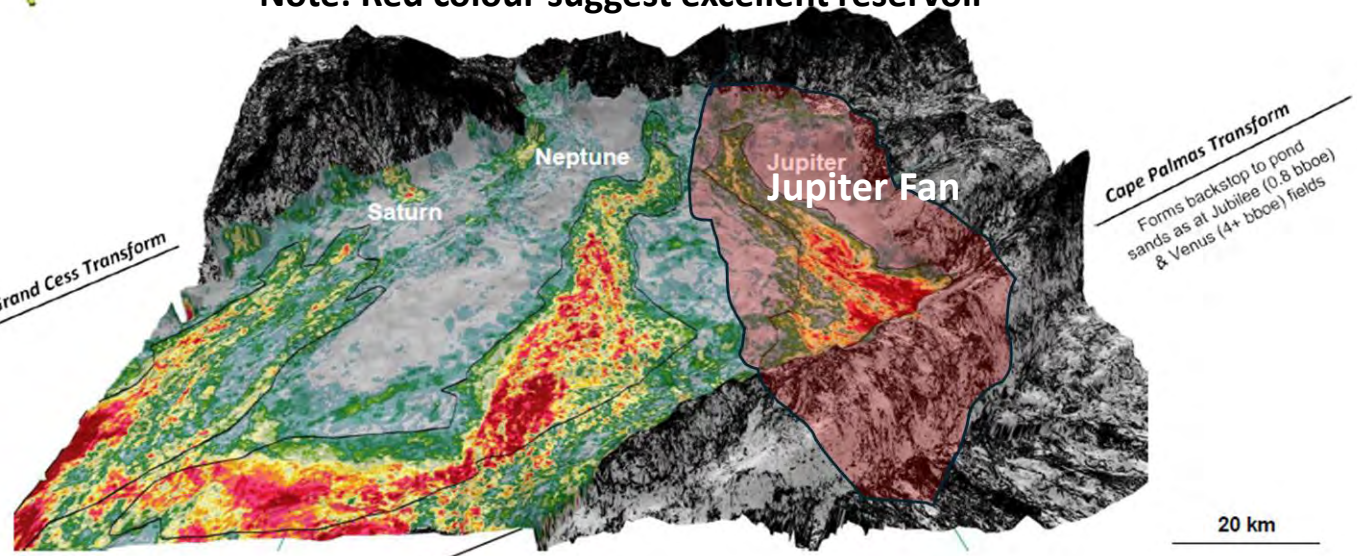 Note: Red colour suggest excellent reservoir
Neptune
Jupiter
Jupiter Fan
Saturn
Cape Palmas Transform
Forms backstop to pond
sands as at Jubilee (0.8 bboe)
& Venus (4+ bboe) fields
Grand Cess Transform
20 km